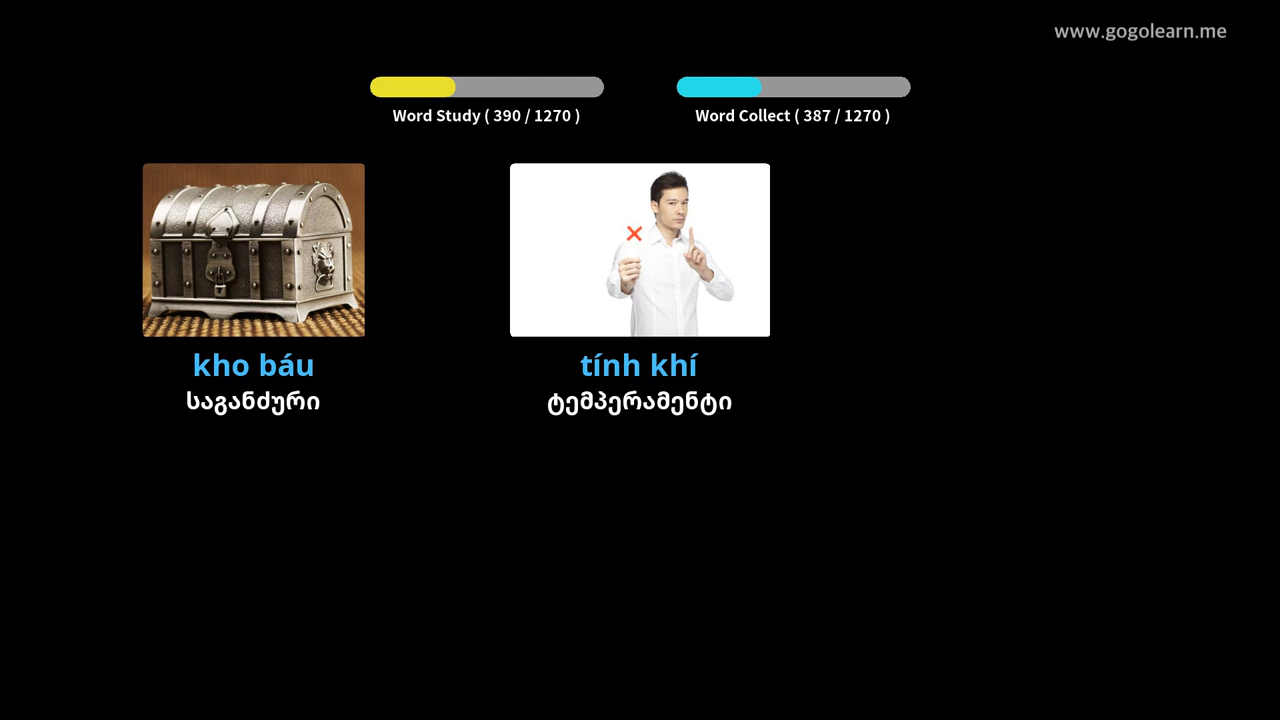 www.gogolearn.me
Word Study ( 390 / 1270 )
Word Collect ( 387 / 1270 )
kho báu
tính khí
საგანძური
ტემპერამენტი